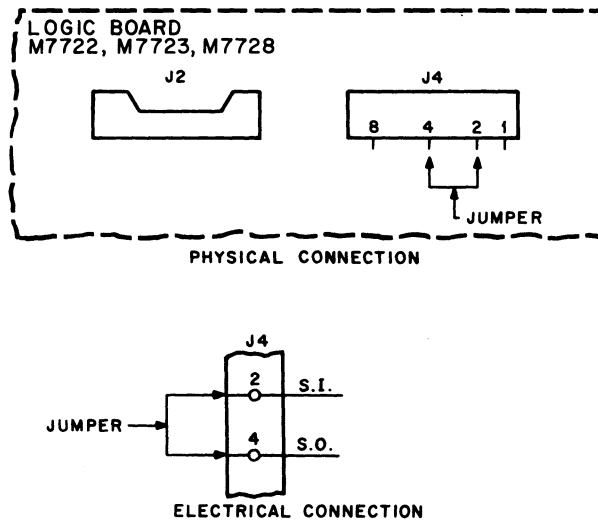 LOGIC BOARD
M7722, M7723, M7728
J2
J4
8 4 2 1
JUMPER
PHYSICAL CONNECTION
J4
2 S.I.
JUMPER
4 S.O.
ELECTRICAL CONNECTION